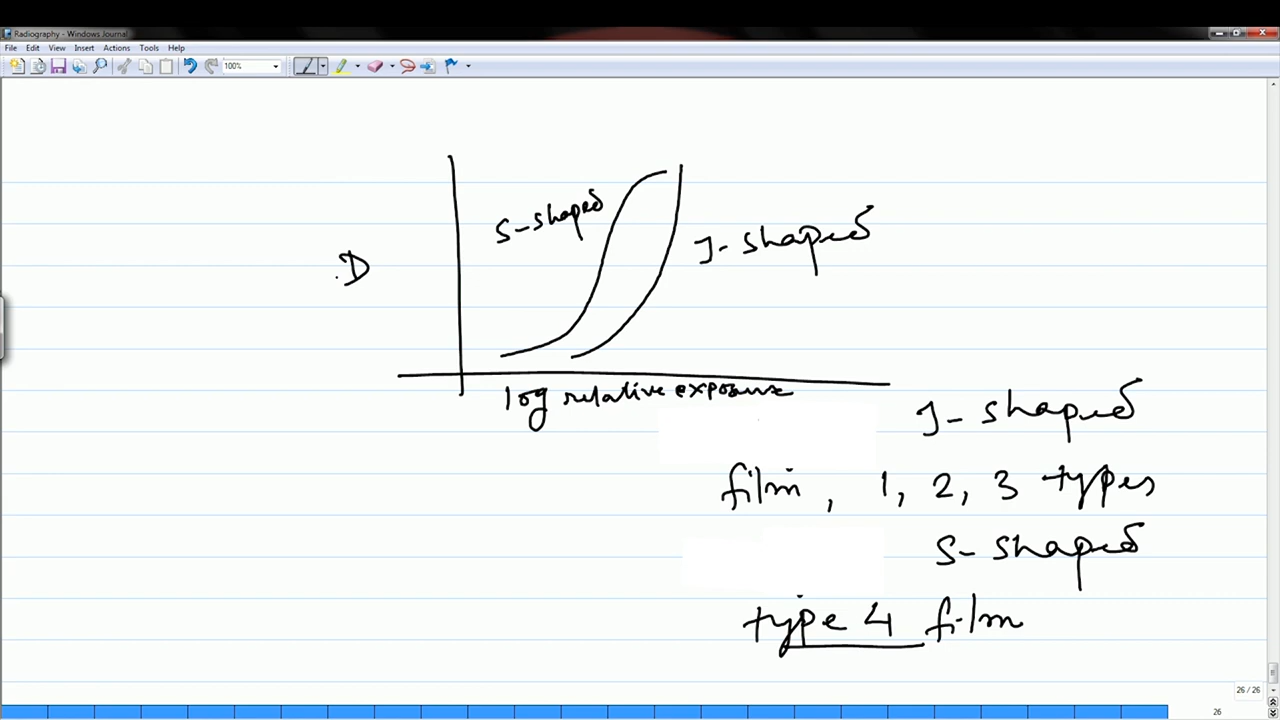 Radiography - Windows Journal
File Edit View Insert Actions Tools Help
100%
S-shaped
J-shaped
D
log relative exposure
J-shaped
film, 1, 2, 3 types
S-shaped
type 4 film
26 / 26
26